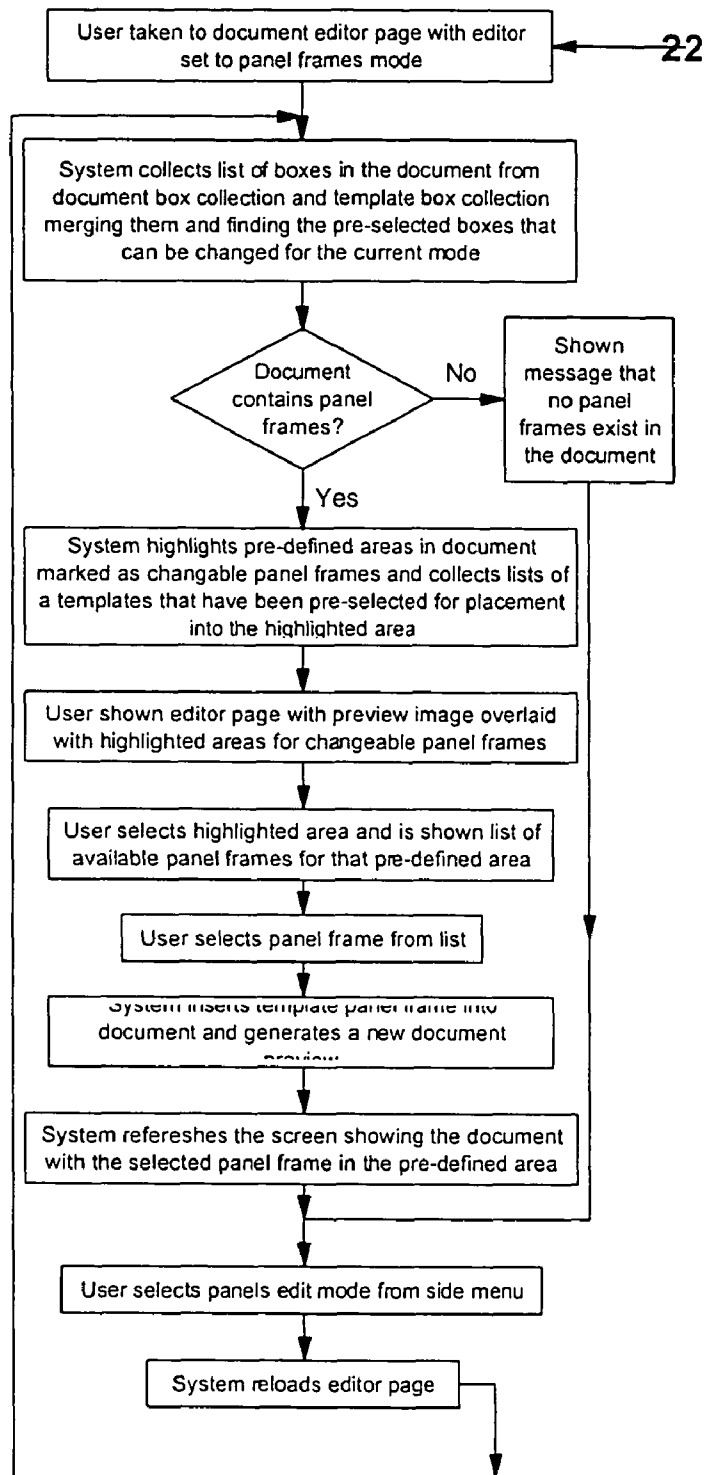 User taken to document editor page with editor
set to panel frames mode
22
System collects list of boxes in the document from
document box collection and template box collection
merging them and finding the pre-selected boxes that
can be changed for the current mode
Document
contains panel
frames?
No
Shown
message that
no panel
frames exist in
the document
Yes
System highlights pre-defined areas in document
marked as changable panel frames and collects lists of
a templates that have been pre-selected for placement
into the highlighted area
User shown editor page with preview image overlaid
with highlighted areas for changeable panel frames
User selects highlighted area and is shown list of
available panel frames for that pre-defined area
User selects panel frame from list
System inserts template panel frame into
document and generates a new document
preview
System refereshes the screen showing the document
with the selected panel frame in the pre-defined area
User selects panels edit mode from side menu
System reloads editor page